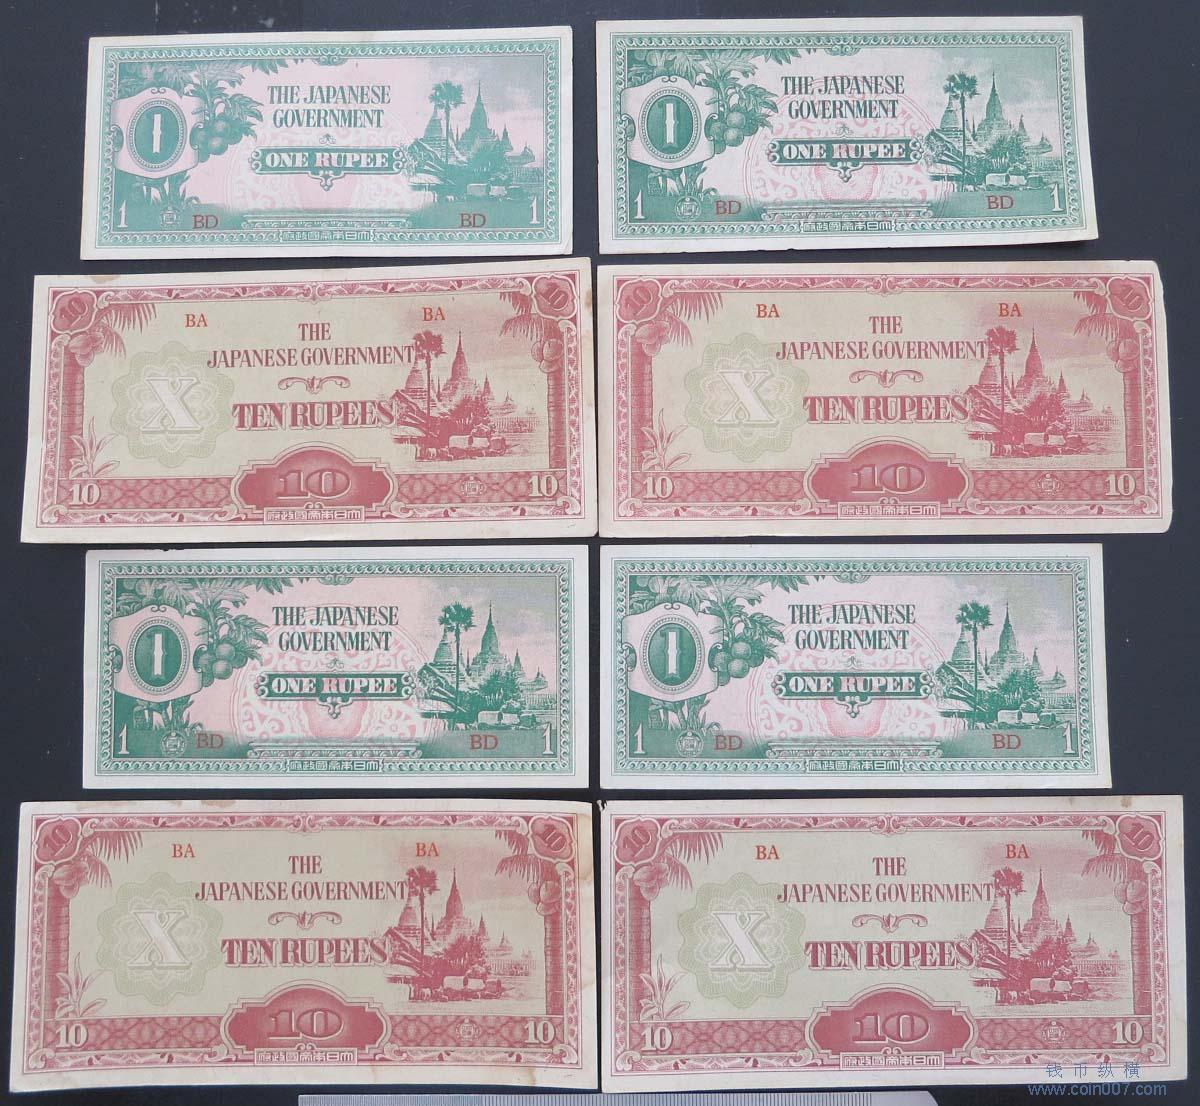 THE JAPANESE
GOVERNMENT
1
ONE RUPEE
1 BD BD 1
大日本帝國政府
THE JAPANESE
GOVERNMENT
1
ONE RUPEE
1 BD BD 1
大日本帝國政府
10 10
BA BA
THE
JAPANESE GOVERNMENT
X
TEN RUPEES
10 10 10
大日本帝國政府
10 10
BA BA
THE
JAPANESE GOVERNMENT
X
TEN RUPEES
10 10 10
大日本帝國政府
THE JAPANESE
GOVERNMENT
1
ONE RUPEE
1 BD BD 1
大日本帝國政府
THE JAPANESE
GOVERNMENT
1
ONE RUPEE
1 BD BD 1
大日本帝國政府
10 10
BA BA
THE
JAPANESE GOVERNMENT
X
TEN RUPEES
10 10 10
大日本帝國政府
10 10
BA BA
THE
JAPANESE GOVERNMENT
X
TEN RUPEES
10 10 10
大日本帝國政府
钱币纵横
www.coin007.com